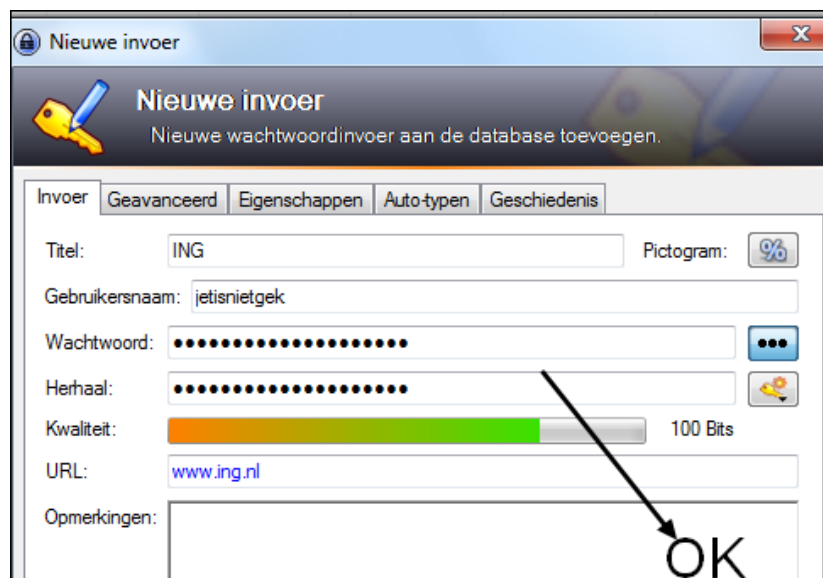 Nieuwe invoer
Nieuwe invoer
Nieuwe wachtwoordinvoer aan de database toevoegen.
Invoer Geavanceerd Eigenschappen Auto-typen Geschiedenis
Titel: ING Pictogram:
Gebruikersnaam: jetisnietgek
Wachtwoord: ●●●●●●●●●●●●●●●●●●●●
Herhaal: ●●●●●●●●●●●●●●●●●●●●
Kwaliteit: 100 Bits
URL: www.ing.nl
Opmerkingen:
OK